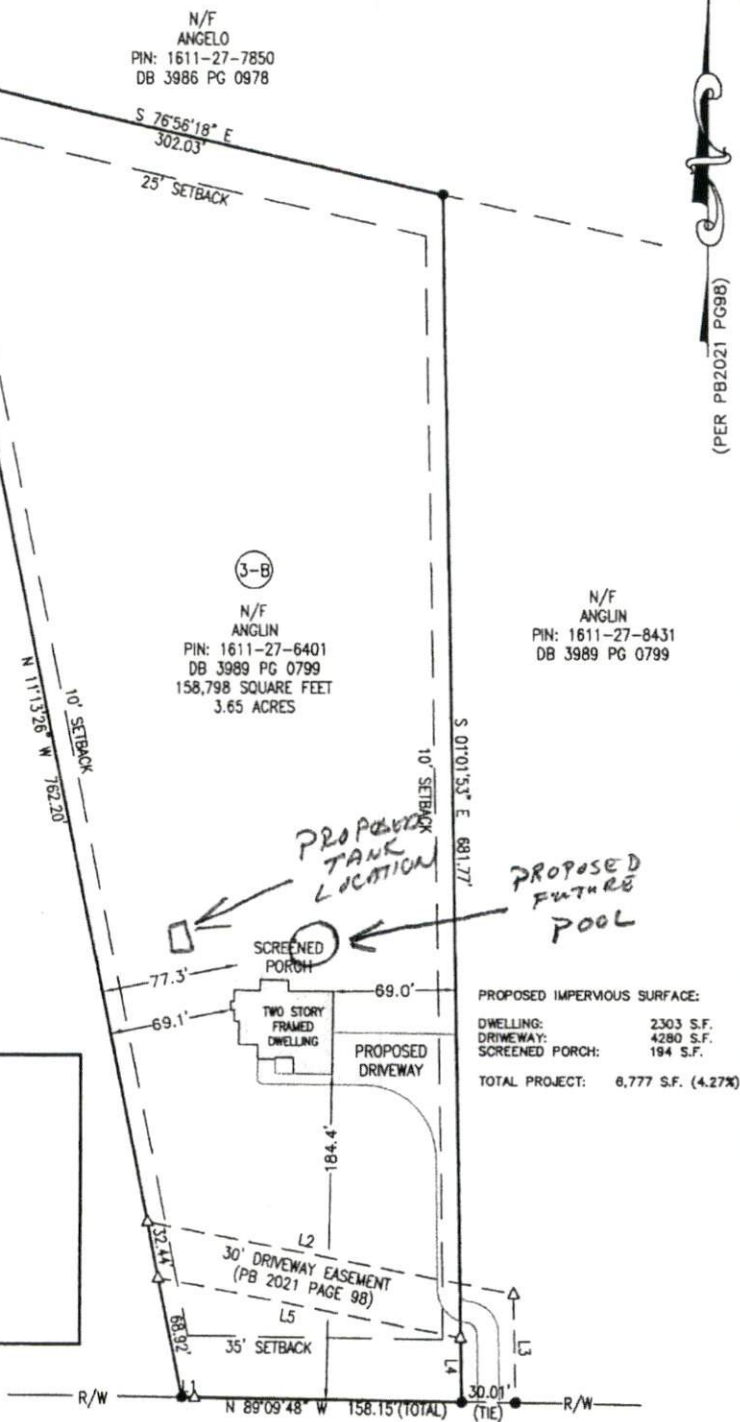 N/F
ANGELO
PIN: 1611-27-7850
DB 3986 PG 0978
S 76°56'18" E
302.03'
25' SETBACK
(PER PB2021 PG98)
3-B
N/F
ANGLIN
PIN: 1611-27-6401
DB 3989 PG 0799
158,798 SQUARE FEET
3.65 ACRES
N/F
ANGLIN
PIN: 1611-27-8431
DB 3989 PG 0799
N 11°13'26" W 762.20'
10' SETBACK
10' SETBACK
S 01°01'53" E 681.77'
PROPOSED
TANK
LOCATION
PROPOSED
FUTURE
POOL
SCREENED
PORCH
77.3'
69.1'
69.0'
TWO STORY
FRAMED
DWELLING
PROPOSED
DRIVEWAY
PROPOSED IMPERVIOUS SURFACE:
DWELLING: 2303 S.F.
DRIVEWAY: 4280 S.F.
SCREENED PORCH: 194 S.F.
TOTAL PROJECT: 6,777 S.F. (4.27%)
184.4'
32.44'
L2
30' DRIVEWAY EASEMENT
(PB 2021 PAGE 98)
L5
L3
68.92'
35' SETBACK
L4
R/W
L1
N 89°09'48" W 158.15'(TOTAL)
30.01'
(TIE)
R/W